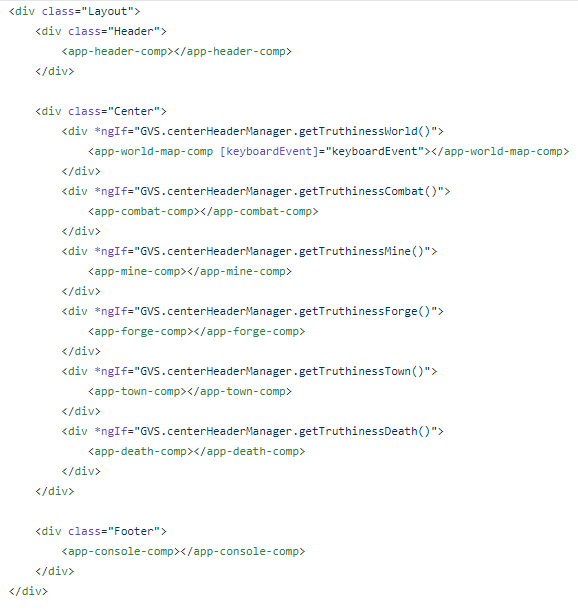 <div class="Layout">
    <div class="Header">
        <app-header-comp></app-header-comp>
    </div>

    <div class="Center">
        <div *ngIf="GVS.centerHeaderManager.getTruthinessWorld()">
            <app-world-map-comp [keyboardEvent]="keyboardEvent"></app-world-map-comp>
        </div>
        <div *ngIf="GVS.centerHeaderManager.getTruthinessCombat()">
            <app-combat-comp></app-combat-comp>
        </div>
        <div *ngIf="GVS.centerHeaderManager.getTruthinessMine()">
            <app-mine-comp></app-mine-comp>
        </div>
        <div *ngIf="GVS.centerHeaderManager.getTruthinessForge()">
            <app-forge-comp></app-forge-comp>
        </div>
        <div *ngIf="GVS.centerHeaderManager.getTruthinessTown()">
            <app-town-comp></app-town-comp>
        </div>
        <div *ngIf="GVS.centerHeaderManager.getTruthinessDeath()">
            <app-death-comp></app-death-comp>
        </div>
    </div>

    <div class="Footer">
        <app-console-comp></app-console-comp>
    </div>
</div>